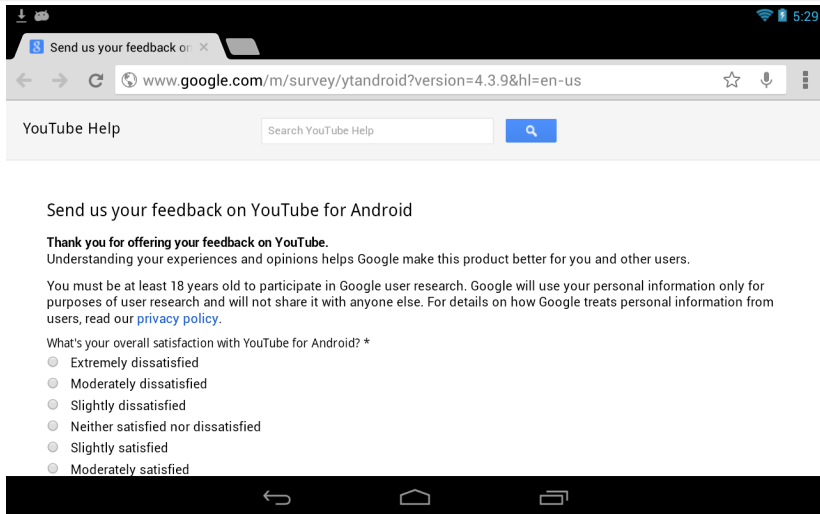 5:29
8 Send us your feedback on
www.google.com/m/survey/ytandroid?version=4.3.9&hl=en-us
YouTube Help
Search YouTube Help
Send us your feedback on YouTube for Android
Thank you for offering your feedback on YouTube.
Understanding your experiences and opinions helps Google make this product better for you and other users.
You must be at least 18 years old to participate in Google user research. Google will use your personal information only for
purposes of user research and will not share it with anyone else. For details on how Google treats personal information from
users, read our privacy policy.
What's your overall satisfaction with YouTube for Android? *
Extremely dissatisfied
Moderately dissatisfied
Slightly dissatisfied
Neither satisfied nor dissatisfied
Slightly satisfied
Moderately satisfied